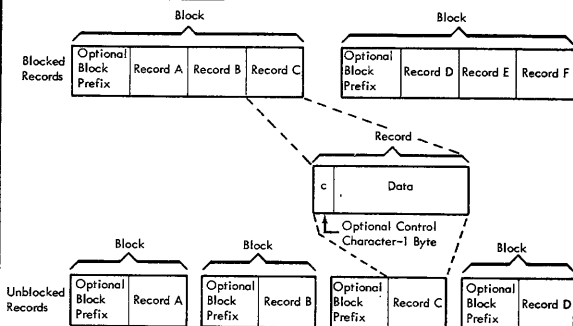 Block
Block
Blocked
Records
Optional
Block
Prefix
Record A
Record B
Record C
Optional
Block
Prefix
Record D
Record E
Record F
Record
c
Data
Optional Control
Character-1 Byte
Block
Block
Block
Unblocked
Records
Optional
Block
Prefix
Record A
Optional
Block
Prefix
Record B
Optional
Block
Prefix
Record C
Optional
Block
Prefix
Record D